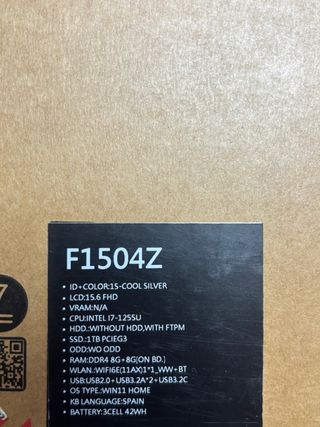 F1504Z
• ID+COLOR:1S-COOL SILVER
• LCD:15.6 FHD
• VRAM:N/A
• CPU:INTEL I7-1255U
• HDD:WITHOUT HDD,WITH FTPM
• SSD:1TB PCIEG3
• ODD:WO ODD
• RAM:DDR4 8G+8G(ON BD.)
• WLAN:WIFI6E(11AX)1*1_WW+BT
• USB:USB2.0+USB3.2A*2+USB3.2C
• OS TYPE:WIN11 HOME
• KB LANGUAGE:SPAIN
• BATTERY:3CELL 42WH